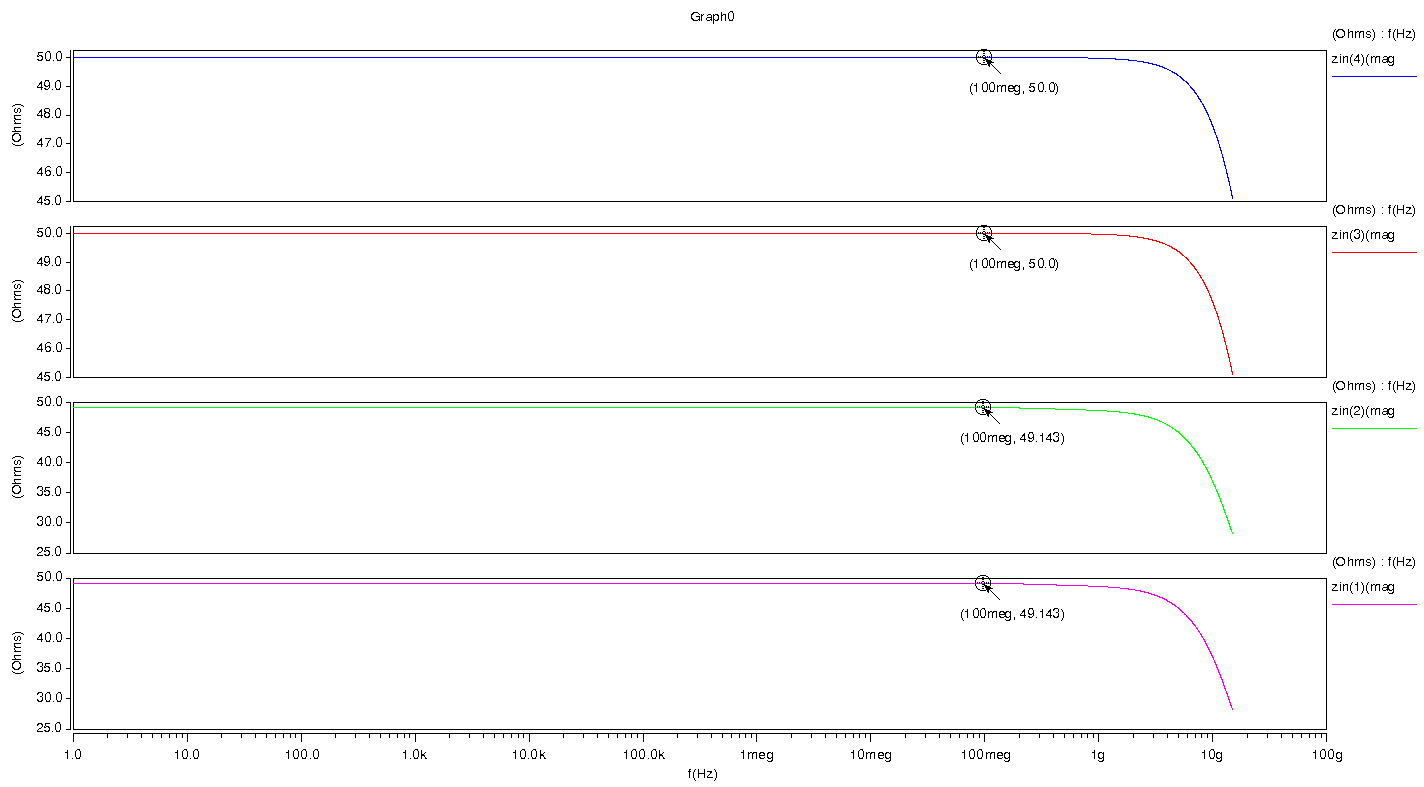 Graph0
(Ohms) : f(Hz)
zin(4)(mag
50.0
49.0
48.0
47.0
46.0
45.0
(Ohms)
(100meg, 50.0)
(Ohms) : f(Hz)
zin(3)(mag
50.0
49.0
48.0
47.0
46.0
45.0
(Ohms)
(100meg, 50.0)
(Ohms) : f(Hz)
zin(2)(mag
50.0
45.0
40.0
35.0
30.0
25.0
(Ohms)
(100meg, 49.143)
(Ohms) : f(Hz)
zin(1)(mag
50.0
45.0
40.0
35.0
30.0
25.0
(Ohms)
(100meg, 49.143)
1.0 10.0 100.0 1.0k 10.0k 100.0k 1meg 10meg 100meg 1g 10g 100g
f(Hz)